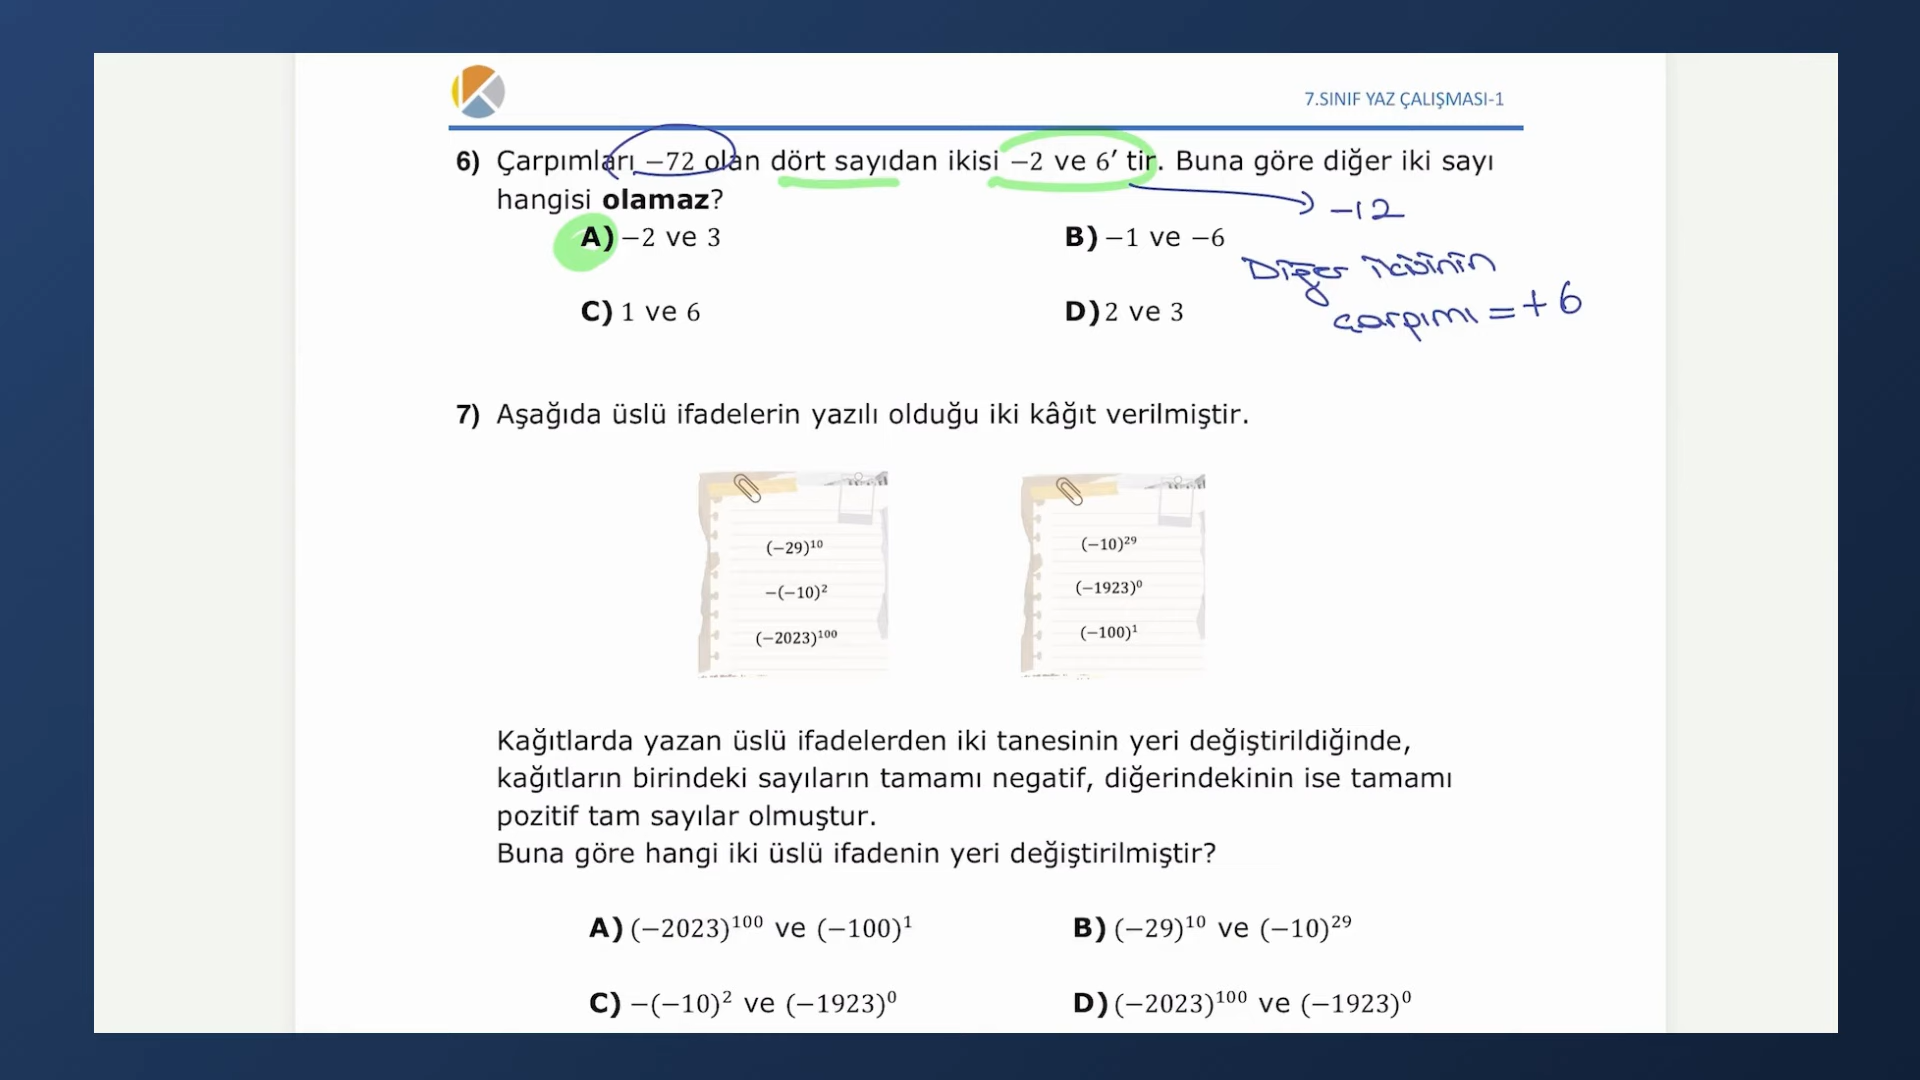 7.SINIF YAZ ÇALIŞMASI-1
6) Çarpımları −72 olan dört sayıdan ikisi −2 ve 6′ tir. Buna göre diğer iki sayı
hangisi olamaz?
→ −12
A) −2 ve 3
B) −1 ve −6
Diğer ikisinin
çarpımı = +6
C) 1 ve 6
D) 2 ve 3
7) Aşağıda üslü ifadelerin yazılı olduğu iki kâğıt verilmiştir.
(−29)¹⁰
−(−10)²
(−2023)¹⁰⁰
(−10)²⁹
(−1923)⁰
(−100)¹
Kağıtlarda yazan üslü ifadelerden iki tanesinin yeri değiştirildiğinde,
kağıtların birindeki sayıların tamamı negatif, diğerindekinin ise tamamı
pozitif tam sayılar olmuştur.
Buna göre hangi iki üslü ifadenin yeri değiştirilmiştir?
A) (−2023)¹⁰⁰ ve (−100)¹
B) (−29)¹⁰ ve (−10)²⁹
C) −(−10)² ve (−1923)⁰
D) (−2023)¹⁰⁰ ve (−1923)⁰